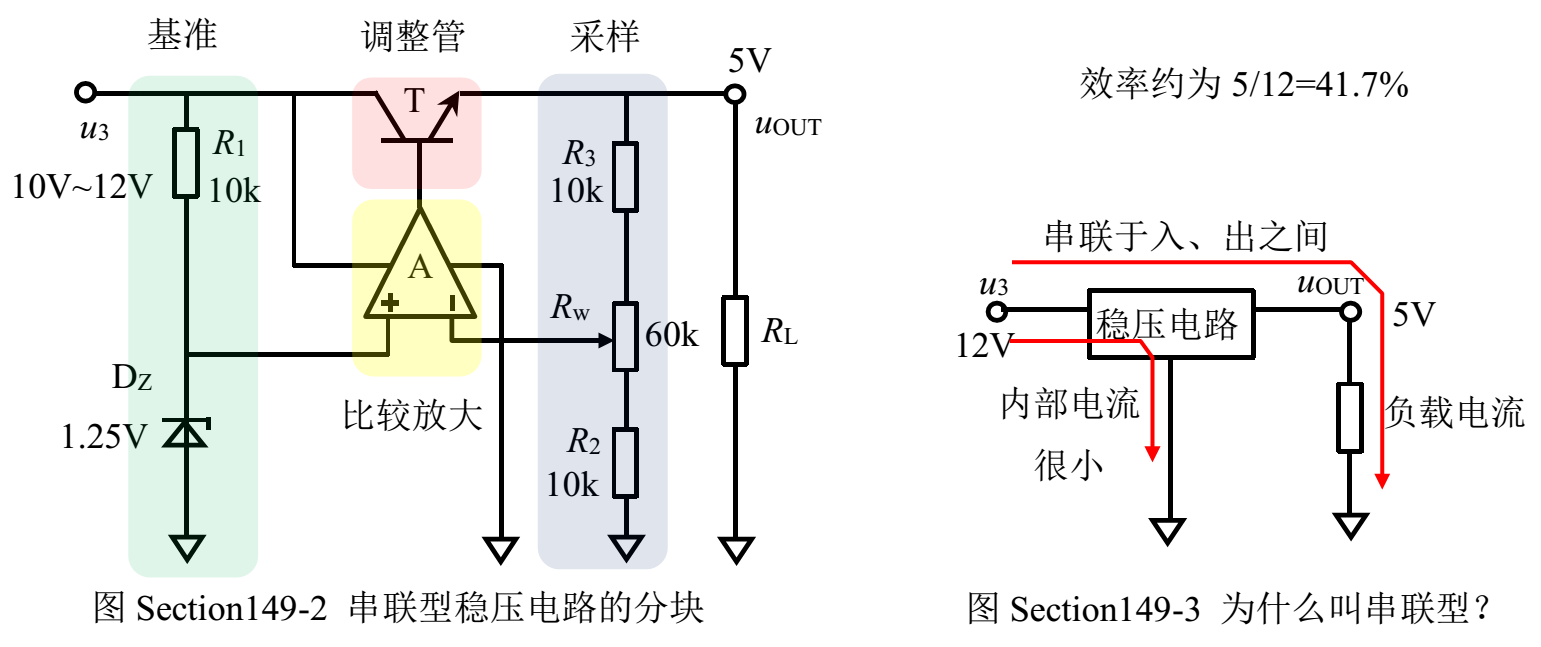 基准
调整管
采样
5V
T
u3
uOUT
R1
R3
10V~12V
10k
10k
A
+
-
Rw
60k
RL
DZ
比较放大
1.25V
R2
10k
图 Section149-2 串联型稳压电路的分块
效率约为 5/12=41.7%
串联于入、出之间
u3
uOUT
稳压电路
5V
12V
内部电流
很小
负载电流
图 Section149-3 为什么叫串联型？